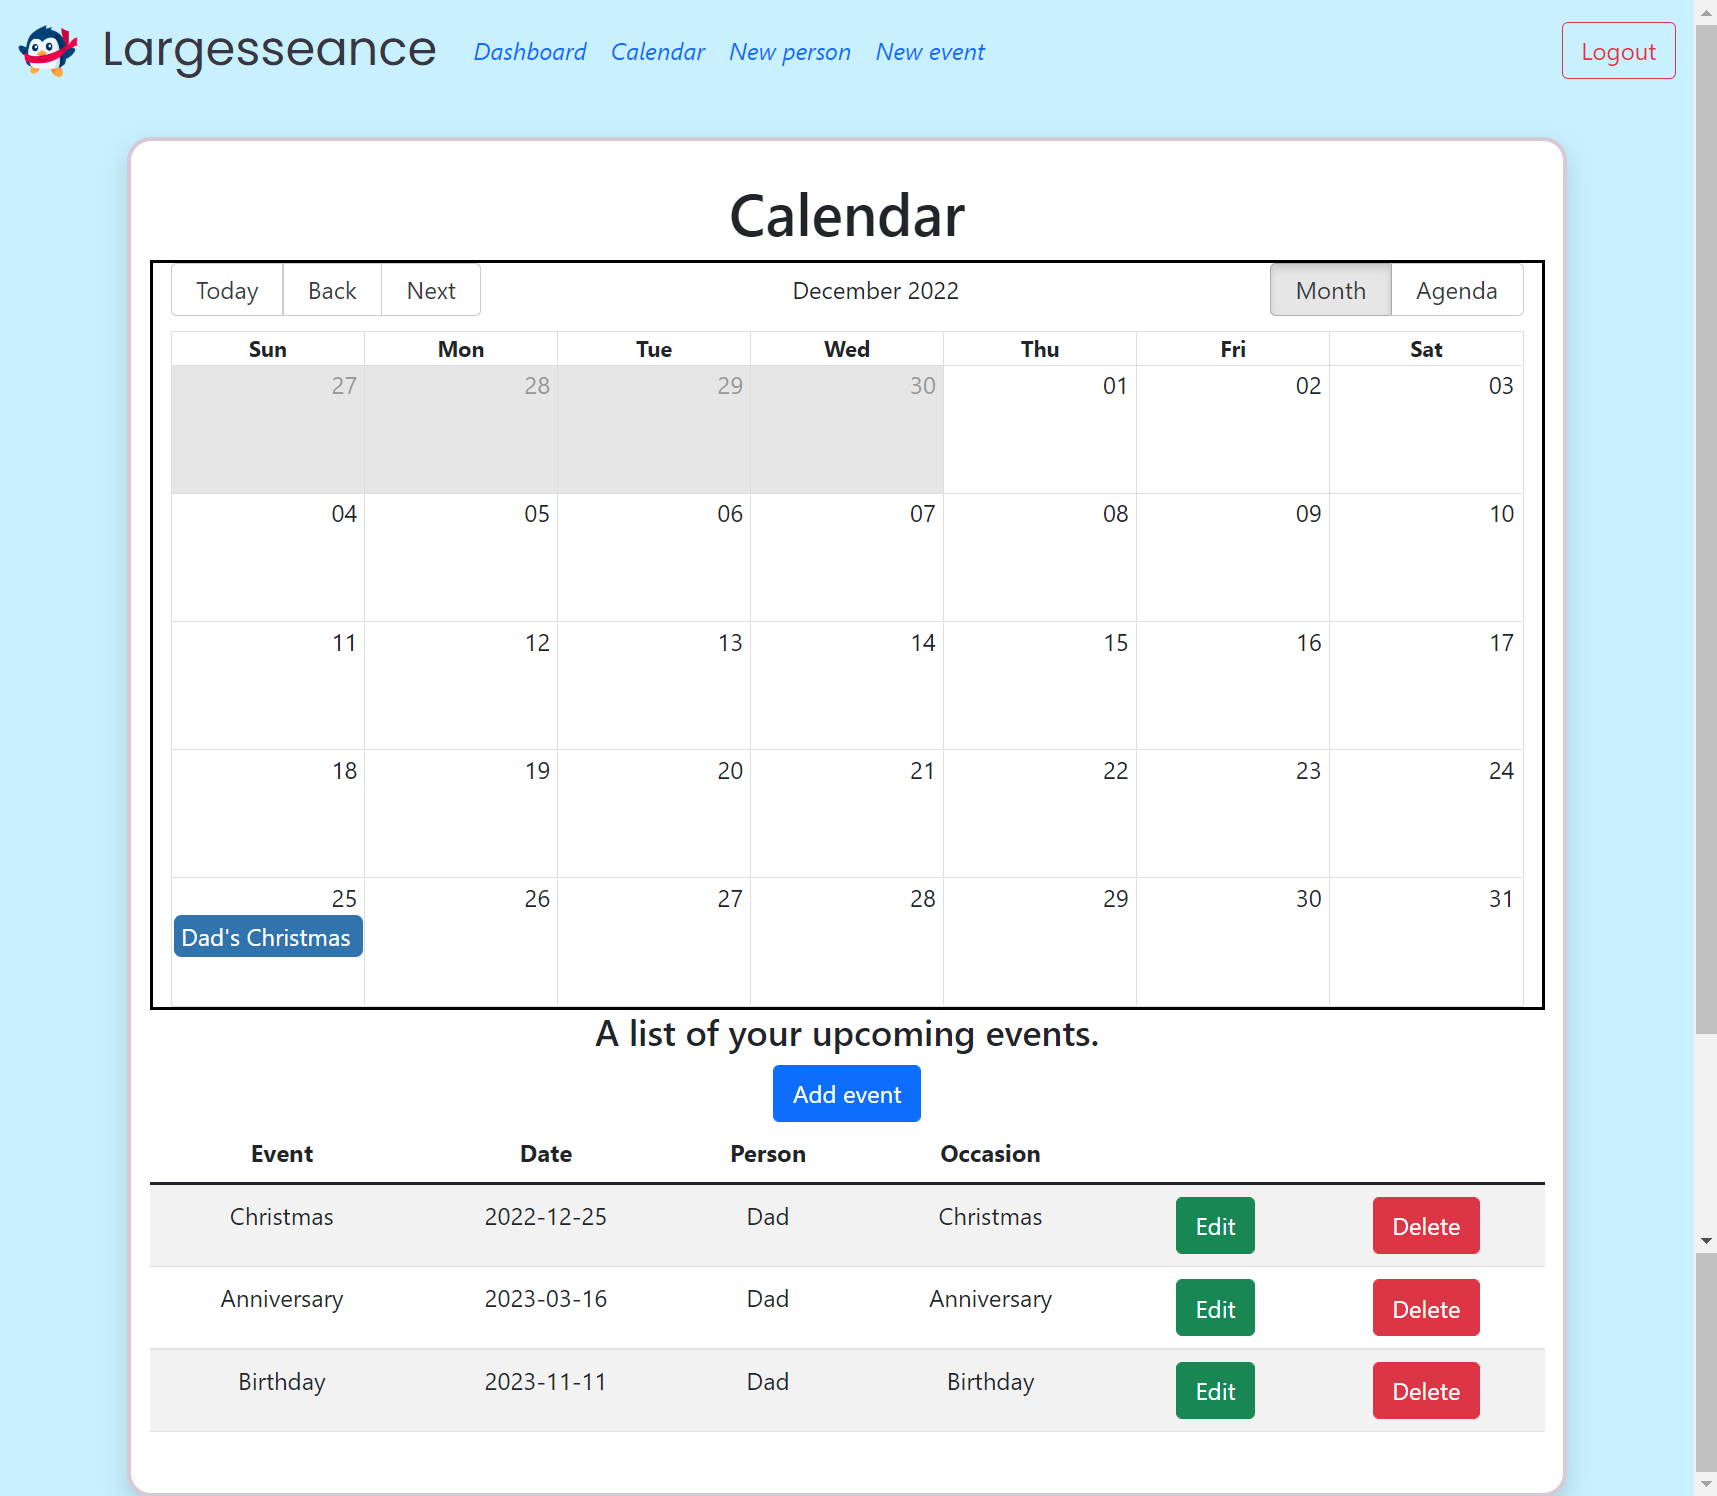 Largesseance Dashboard Calendar New person New event Logout
Calendar
Today Back Next December 2022 Month Agenda
Sun Mon Tue Wed Thu Fri Sat
27 28 29 30 01 02 03
04 05 06 07 08 09 10
11 12 13 14 15 16 17
18 19 20 21 22 23 24
25 26 27 28 29 30 31
Dad's Christmas
A list of your upcoming events.
Add event
Event Date Person Occasion
Christmas 2022-12-25 Dad Christmas Edit Delete
Anniversary 2023-03-16 Dad Anniversary Edit Delete
Birthday 2023-11-11 Dad Birthday Edit Delete